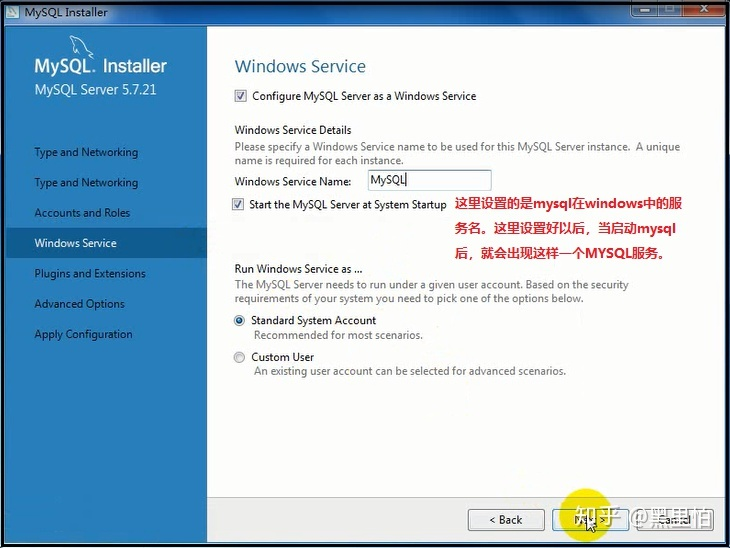 MySQL Installer
MySQL. Installer
MySQL Server 5.7.21
Type and Networking
Type and Networking
Accounts and Roles
Windows Service
Plugins and Extensions
Advanced Options
Apply Configuration
Windows Service
Configure MySQL Server as a Windows Service
Windows Service Details
Please specify a Windows Service name to be used for this MySQL Server instance. A unique
name is required for each instance.
Windows Service Name: MySQL
Start the MySQL Server at System Startup
这里设置的是mysql在windows中的服
务名。这里设置好以后，当启动mysql
后，就会出现这样一个MYSQL服务。
Run Windows Service as ...
The MySQL Server needs to run under a given user account. Based on the security
requirements of your system you need to pick one of the options below.
Standard System Account
Recommended for most scenarios.
Custom User
An existing user account can be selected for advanced scenarios.
< Back
Next >
Cancel
知乎 @黑里怕